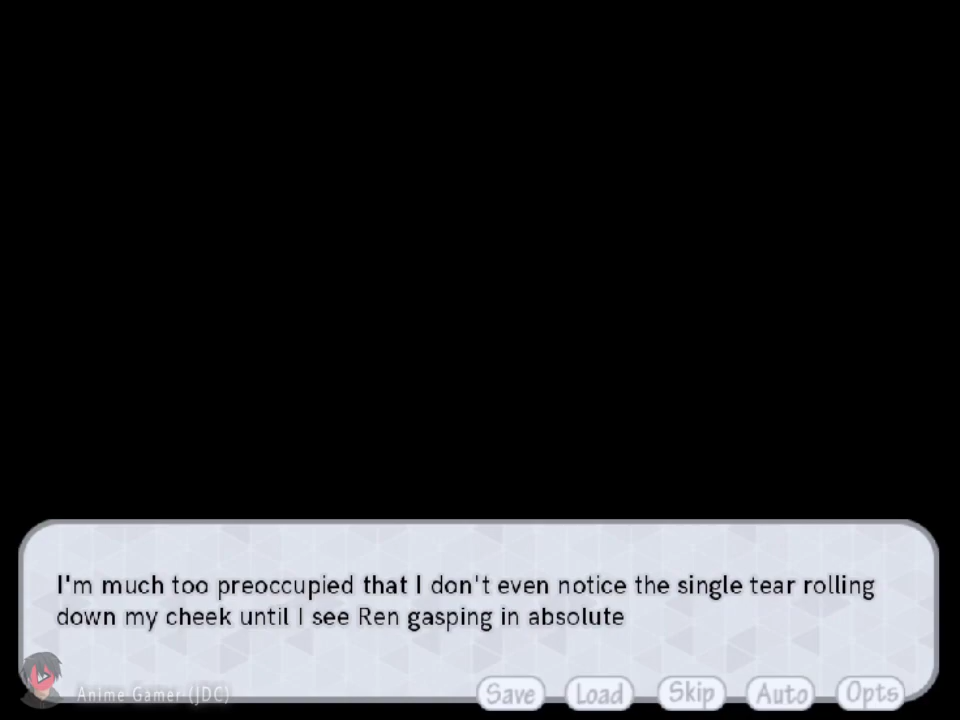 I'm much too preoccupied that I don't even notice the single tear rolling
down my cheek until I see Ren gasping in absolute
Anime Gamer (JDC)
Save Load Skip Auto Opts